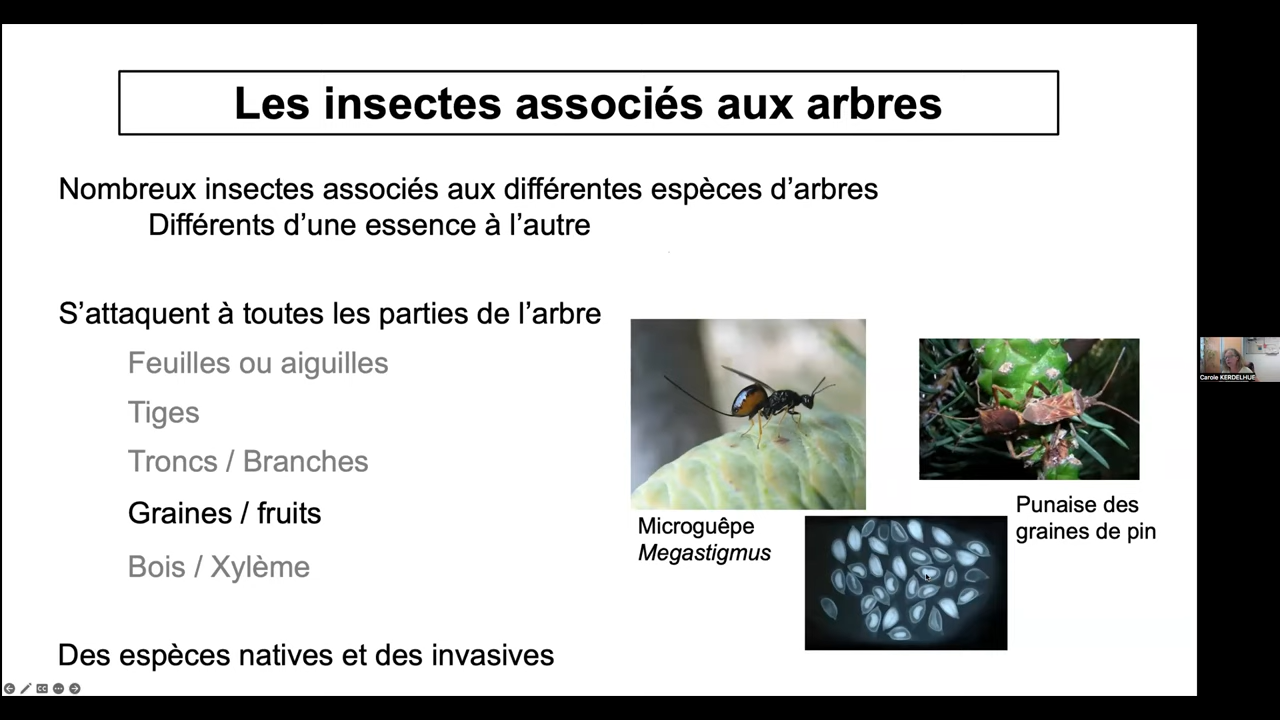 Les insectes associés aux arbres
Nombreux insectes associés aux différentes espèces d’arbres
Différents d’une essence à l’autre
S’attaquent à toutes les parties de l’arbre
Feuilles ou aiguilles
Tiges
Troncs / Branches
Graines / fruits
Bois / Xylème
Microguêpe
Megastigmus
Punaise des
graines de pin
Des espèces natives et des invasives
Carole KERDELHUE